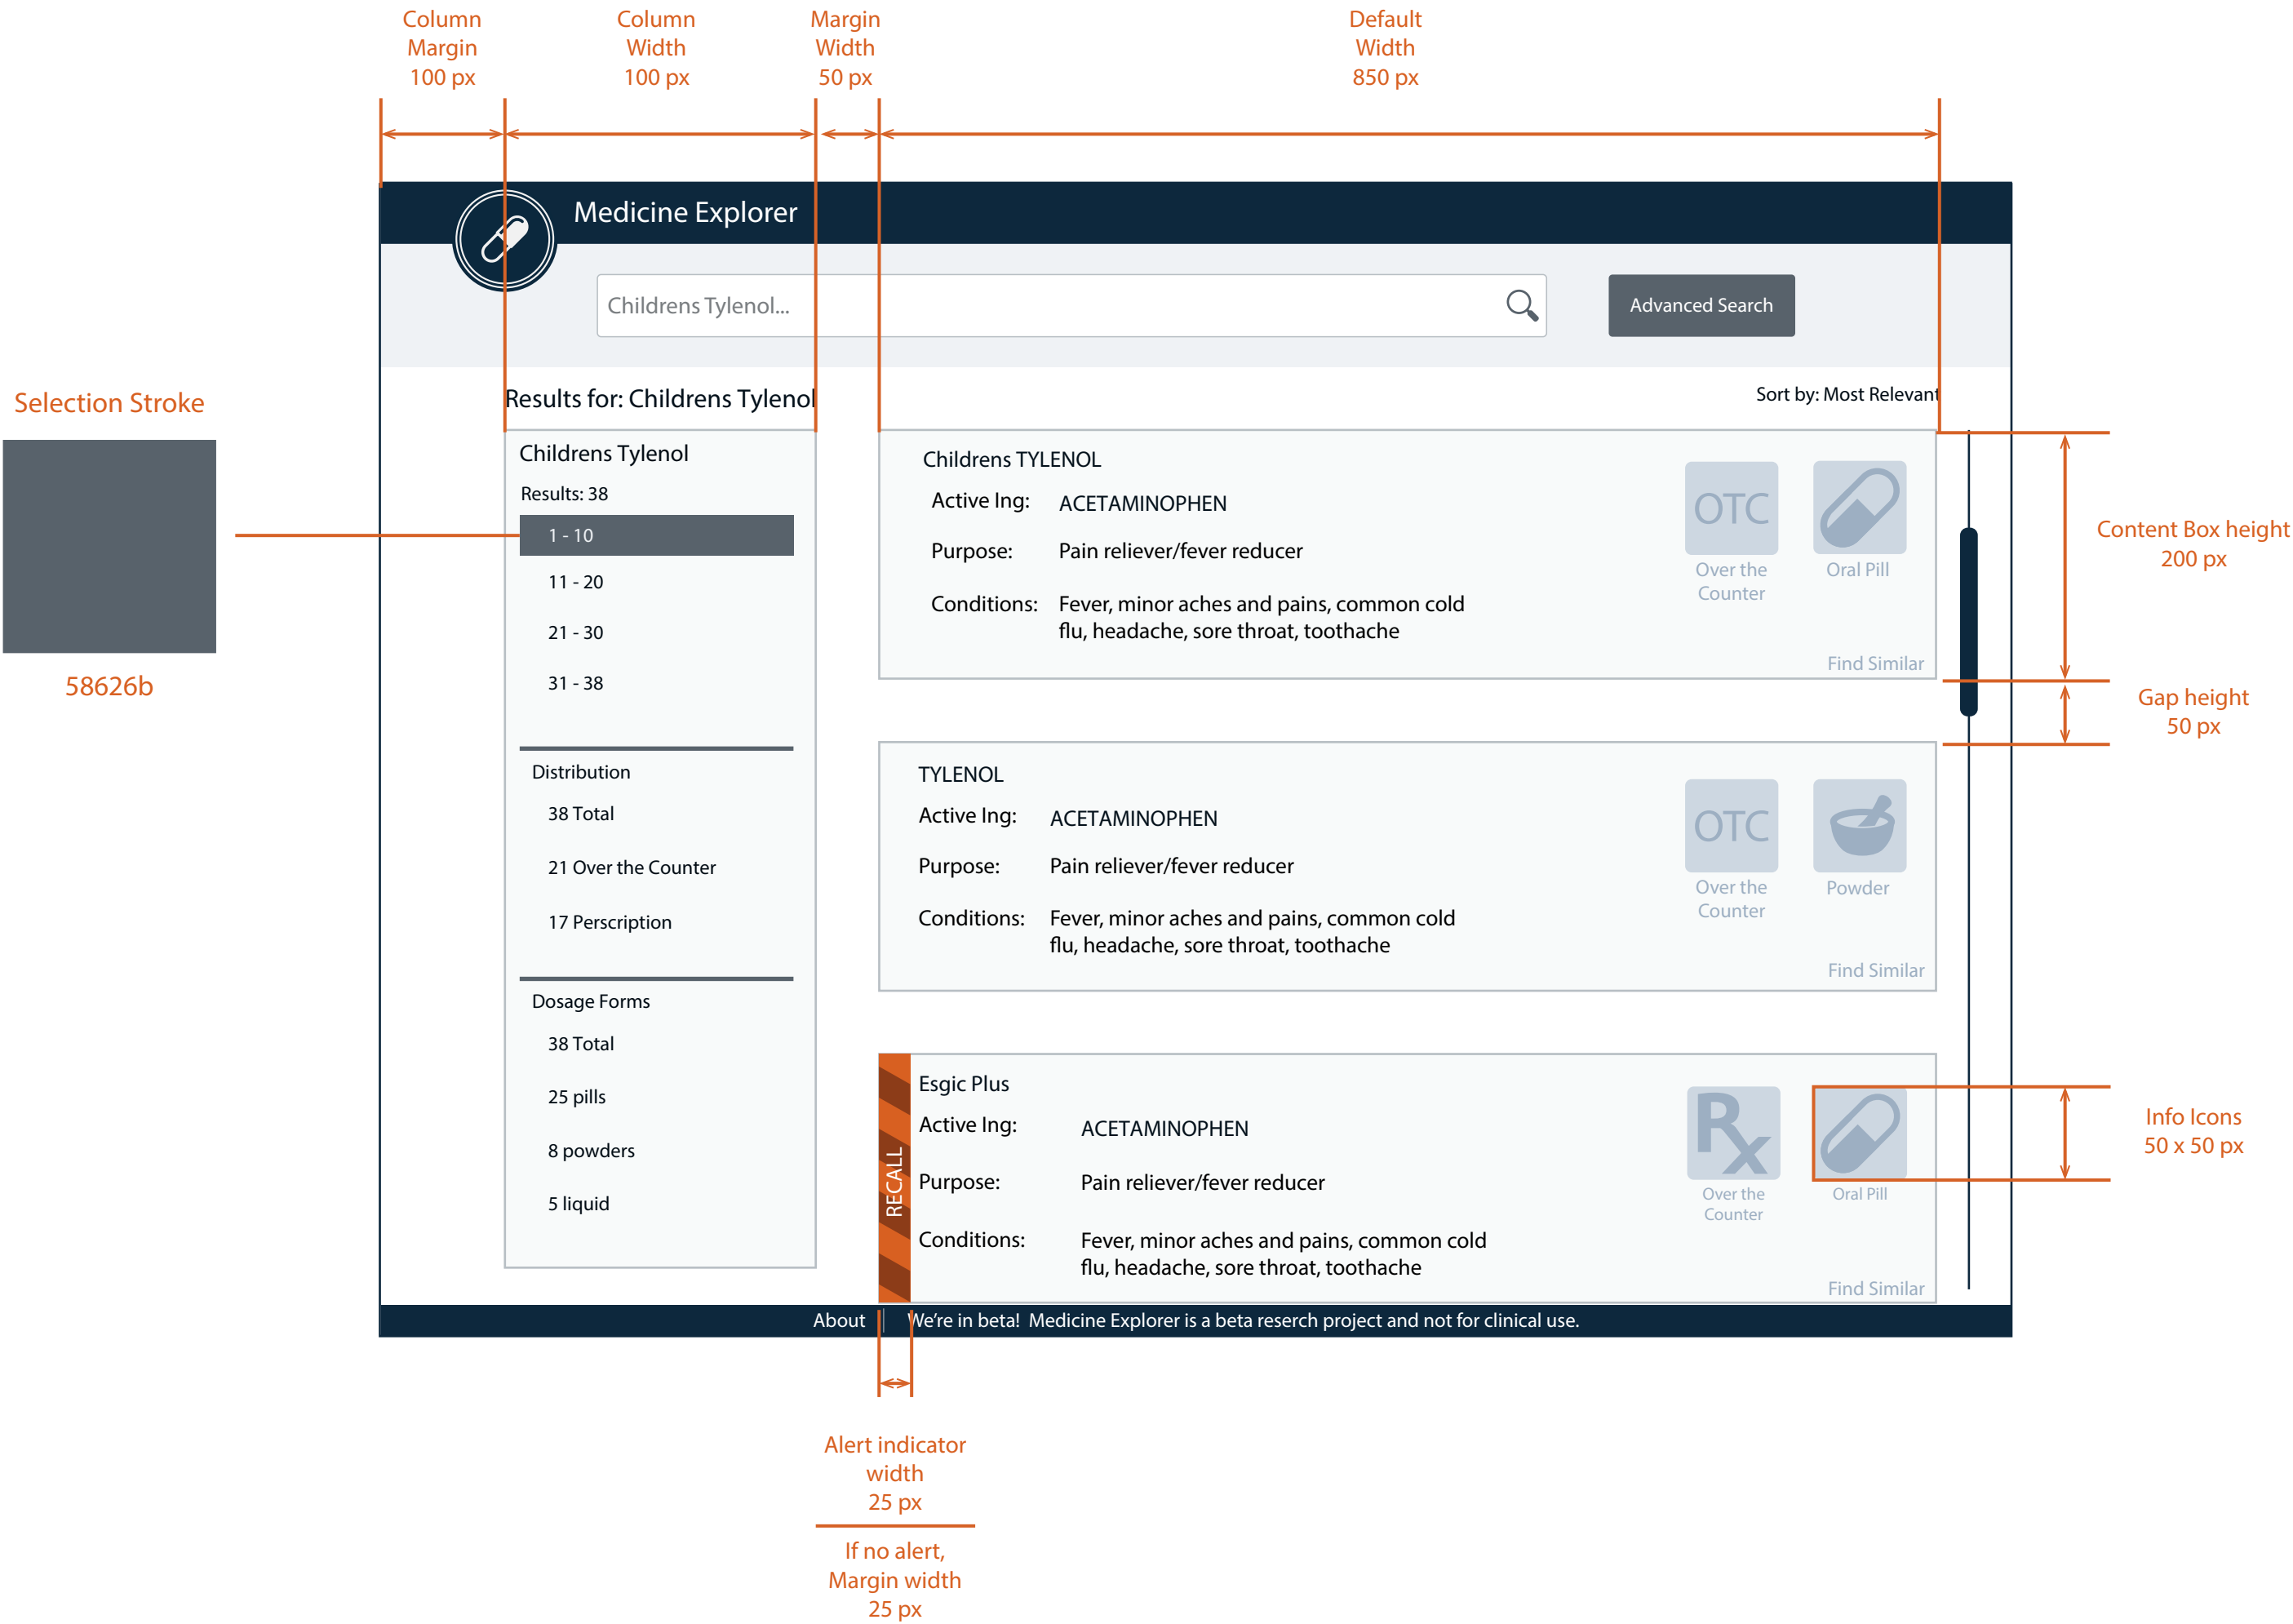 Column
Margin
100 px
Column
Width
100 px
Margin
Width
50 px
Default
Width
850 px
Medicine Explorer
Childrens Tylenol...
Advanced Search
Selection Stroke
58626b
Results for: Childrens Tylenol
Sort by: Most Relevant
Childrens Tylenol
Results: 38
1 - 10
11 - 20
21 - 30
31 - 38
Distribution
38 Total
21 Over the Counter
17 Perscription
Dosage Forms
38 Total
25 pills
8 powders
5 liquid
Childrens TYLENOL
Active Ing: ACETAMINOPHEN
Purpose: Pain reliever/fever reducer
Conditions: Fever, minor aches and pains, common cold
flu, headache, sore throat, toothache
OTC
Over the
Counter
Oral Pill
Find Similar
TYLENOL
Active Ing: ACETAMINOPHEN
Purpose: Pain reliever/fever reducer
Conditions: Fever, minor aches and pains, common cold
flu, headache, sore throat, toothache
OTC
Over the
Counter
Powder
Find Similar
RECALL
Esgic Plus
Active Ing: ACETAMINOPHEN
Purpose: Pain reliever/fever reducer
Conditions: Fever, minor aches and pains, common cold
flu, headache, sore throat, toothache
Rx
Over the
Counter
Oral Pill
Find Similar
Content Box height
200 px
Gap height
50 px
Info Icons
50 x 50 px
About
We're in beta! Medicine Explorer is a beta reserch project and not for clinical use.
Alert indicator
width
25 px
If no alert,
Margin width
25 px